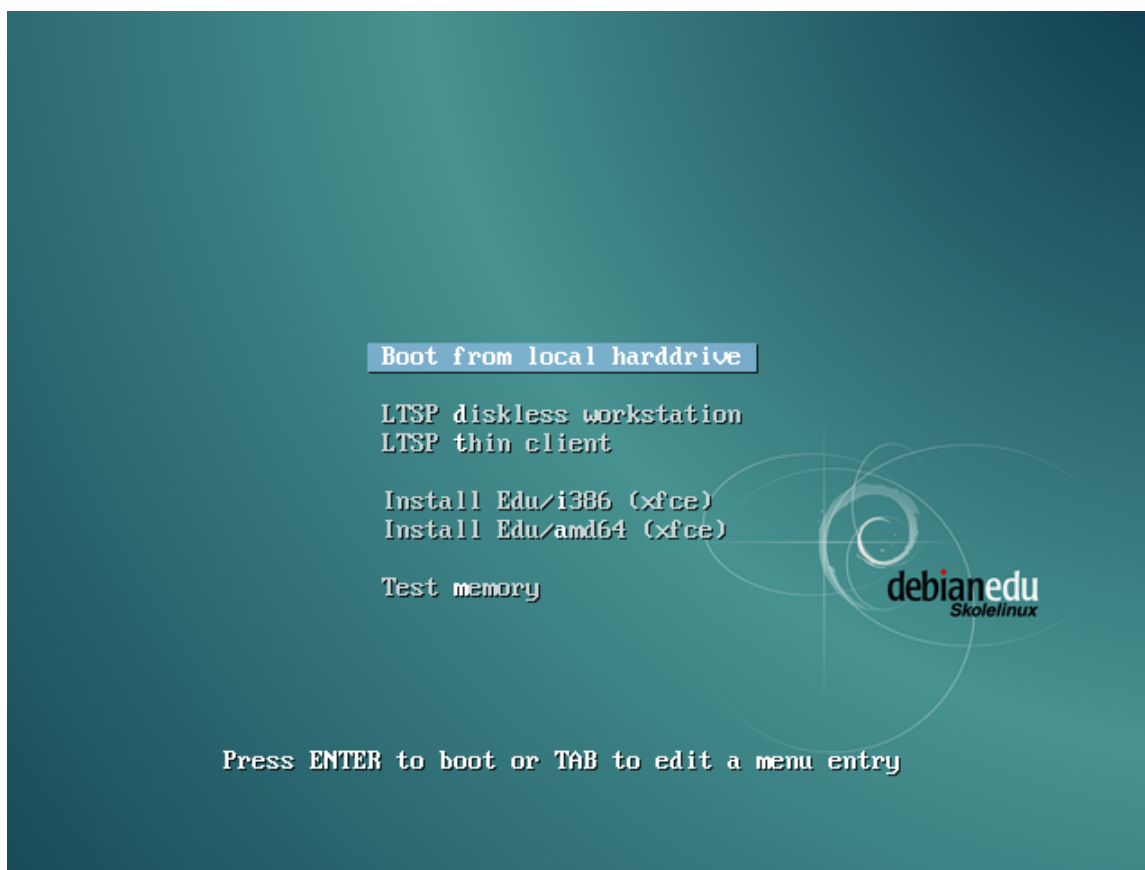 Boot from local harddrive
LTSP diskless workstation
LTSP thin client
Install Edu/i386 (xfce)
Install Edu/amd64 (xfce)
Test memory
debianedu
Skolelinux
Press ENTER to boot or TAB to edit a menu entry